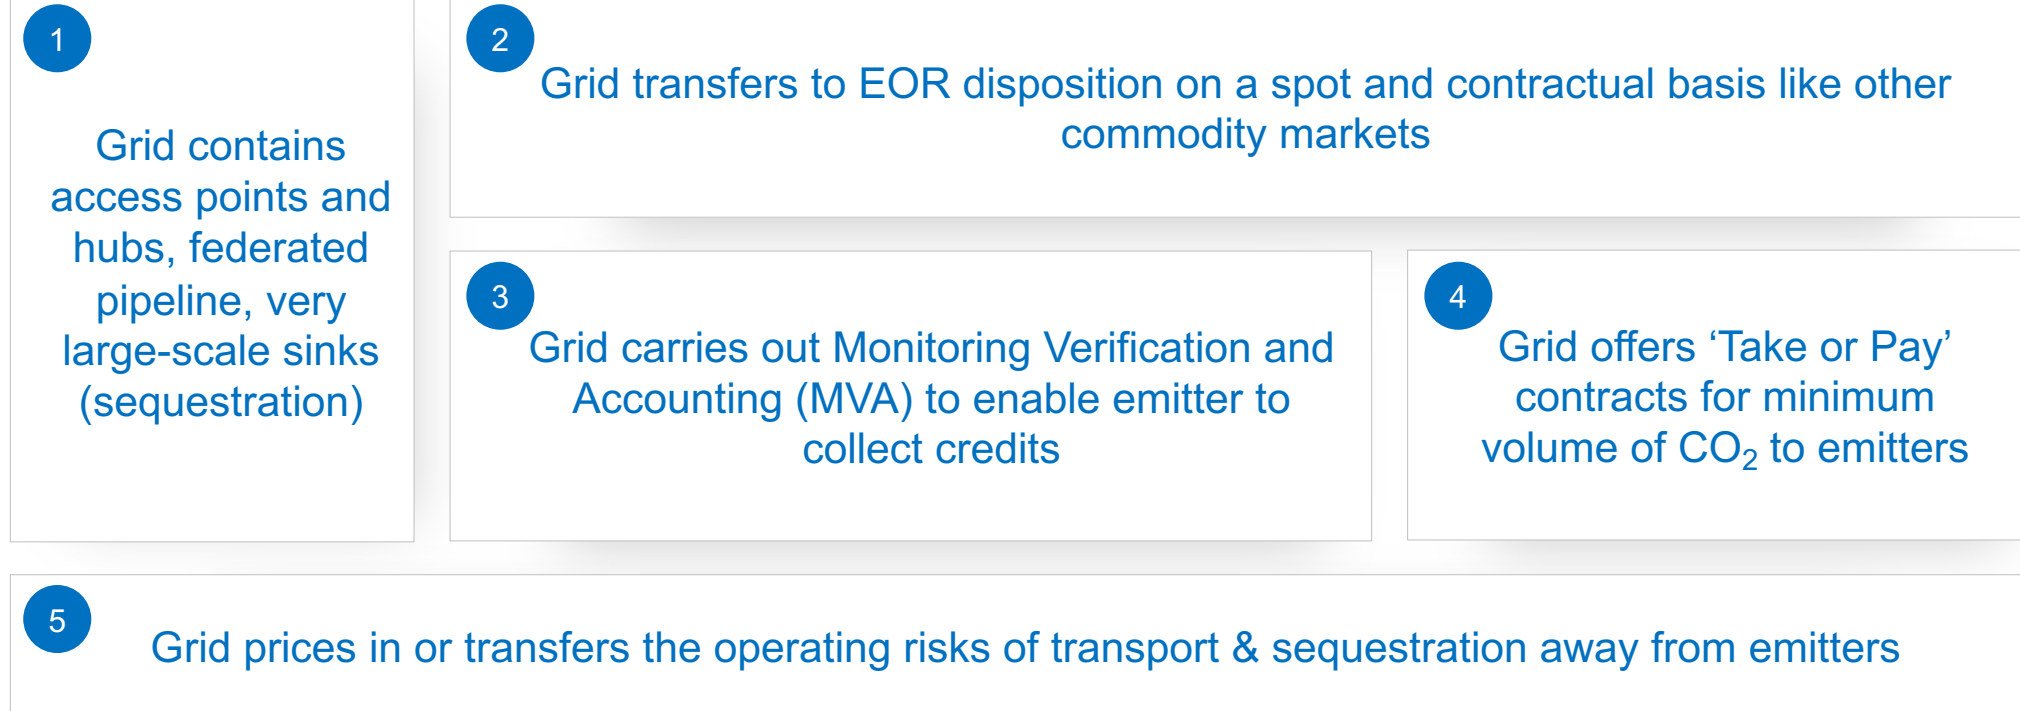 1
Grid contains
access points and
hubs, federated
pipeline, very
large-scale sinks
(sequestration)
2
Grid transfers to EOR disposition on a spot and contractual basis like other
commodity markets
3
Grid carries out Monitoring Verification and
Accounting (MVA) to enable emitter to
collect credits
4
Grid offers ‘Take or Pay’
contracts for minimum
volume of CO₂ to emitters
5
Grid prices in or transfers the operating risks of transport & sequestration away from emitters